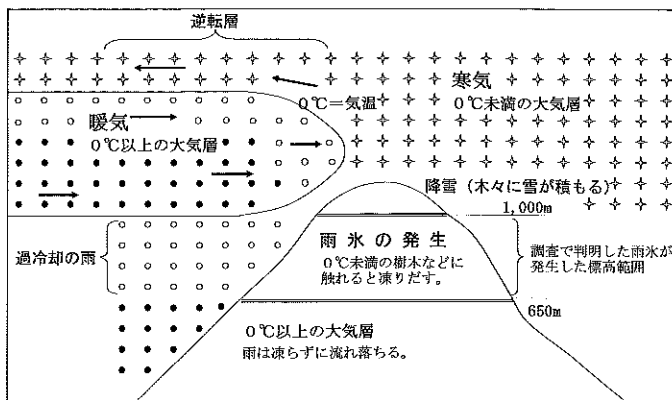 逆転層
寒気
0℃=気温
0℃未満の大気層
暖気
0℃以上の大気層
降雪(木々に雪が積もる)
1,000m
過冷却の雨
雨氷の発生
0℃未満の樹木などに
触れると凍りだす。
調査で判明した雨氷が
発生した標高範囲
650m
0℃以上の大気層
雨は凍らずに流れ落ちる。